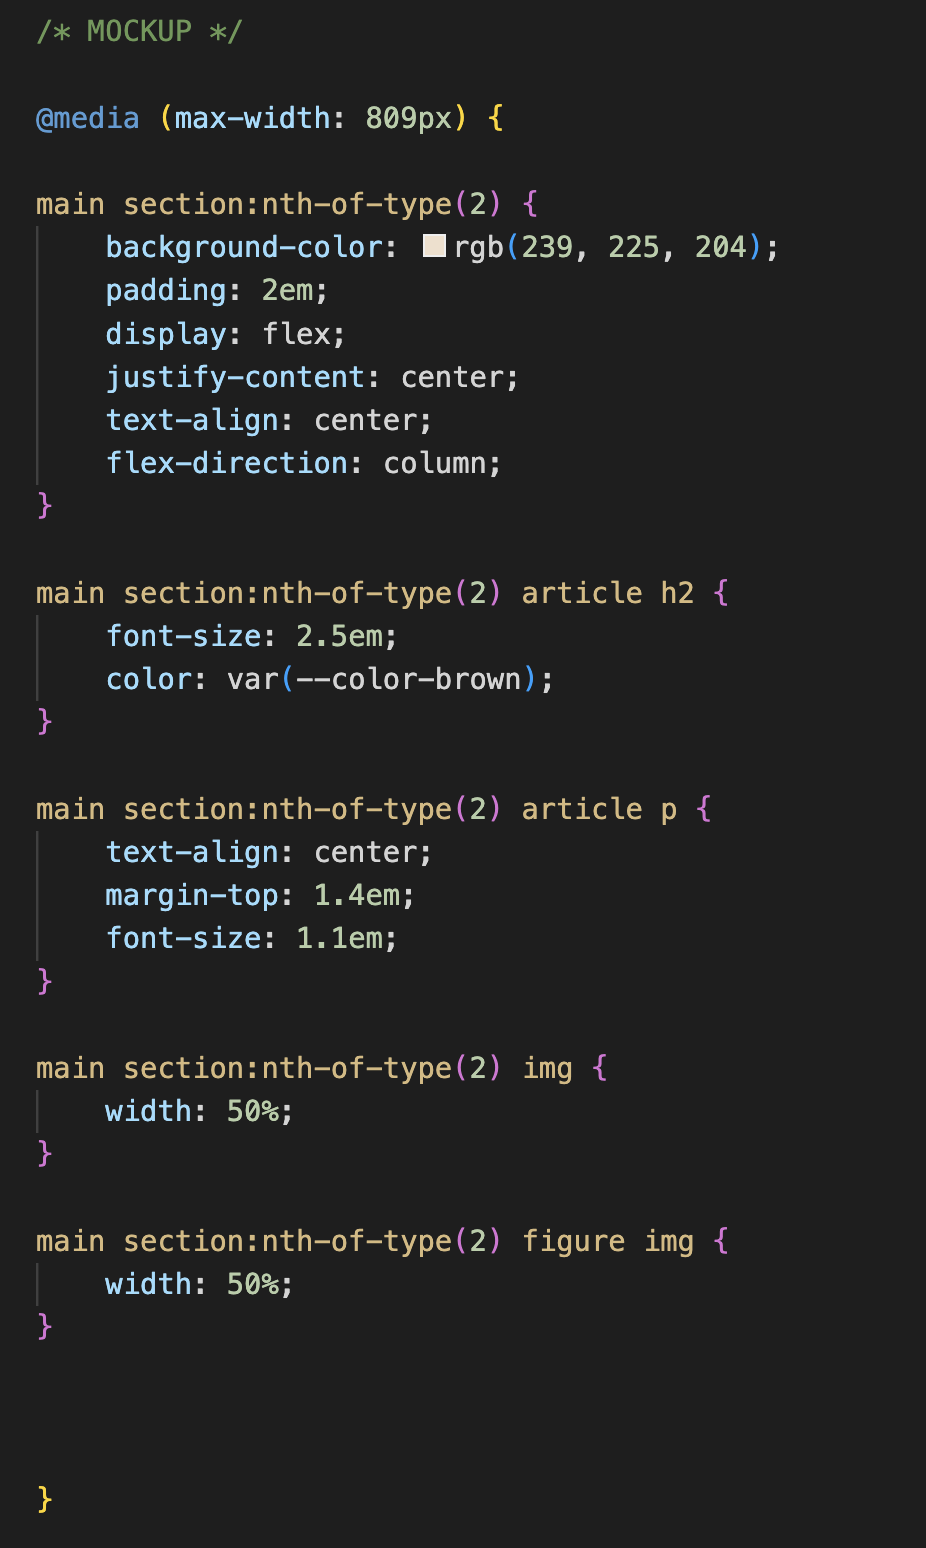 /* MOCKUP */
@media (max-width: 809px) {
main section:nth-of-type(2) {
background-color: rgb(239, 225, 204);
padding: 2em;
display: flex;
justify-content: center;
text-align: center;
flex-direction: column;
}
main section:nth-of-type(2) article h2 {
font-size: 2.5em;
color: var(--color-brown);
}
main section:nth-of-type(2) article p {
text-align: center;
margin-top: 1.4em;
font-size: 1.1em;
}
main section:nth-of-type(2) img {
width: 50%;
}
main section:nth-of-type(2) figure img {
width: 50%;
}
}